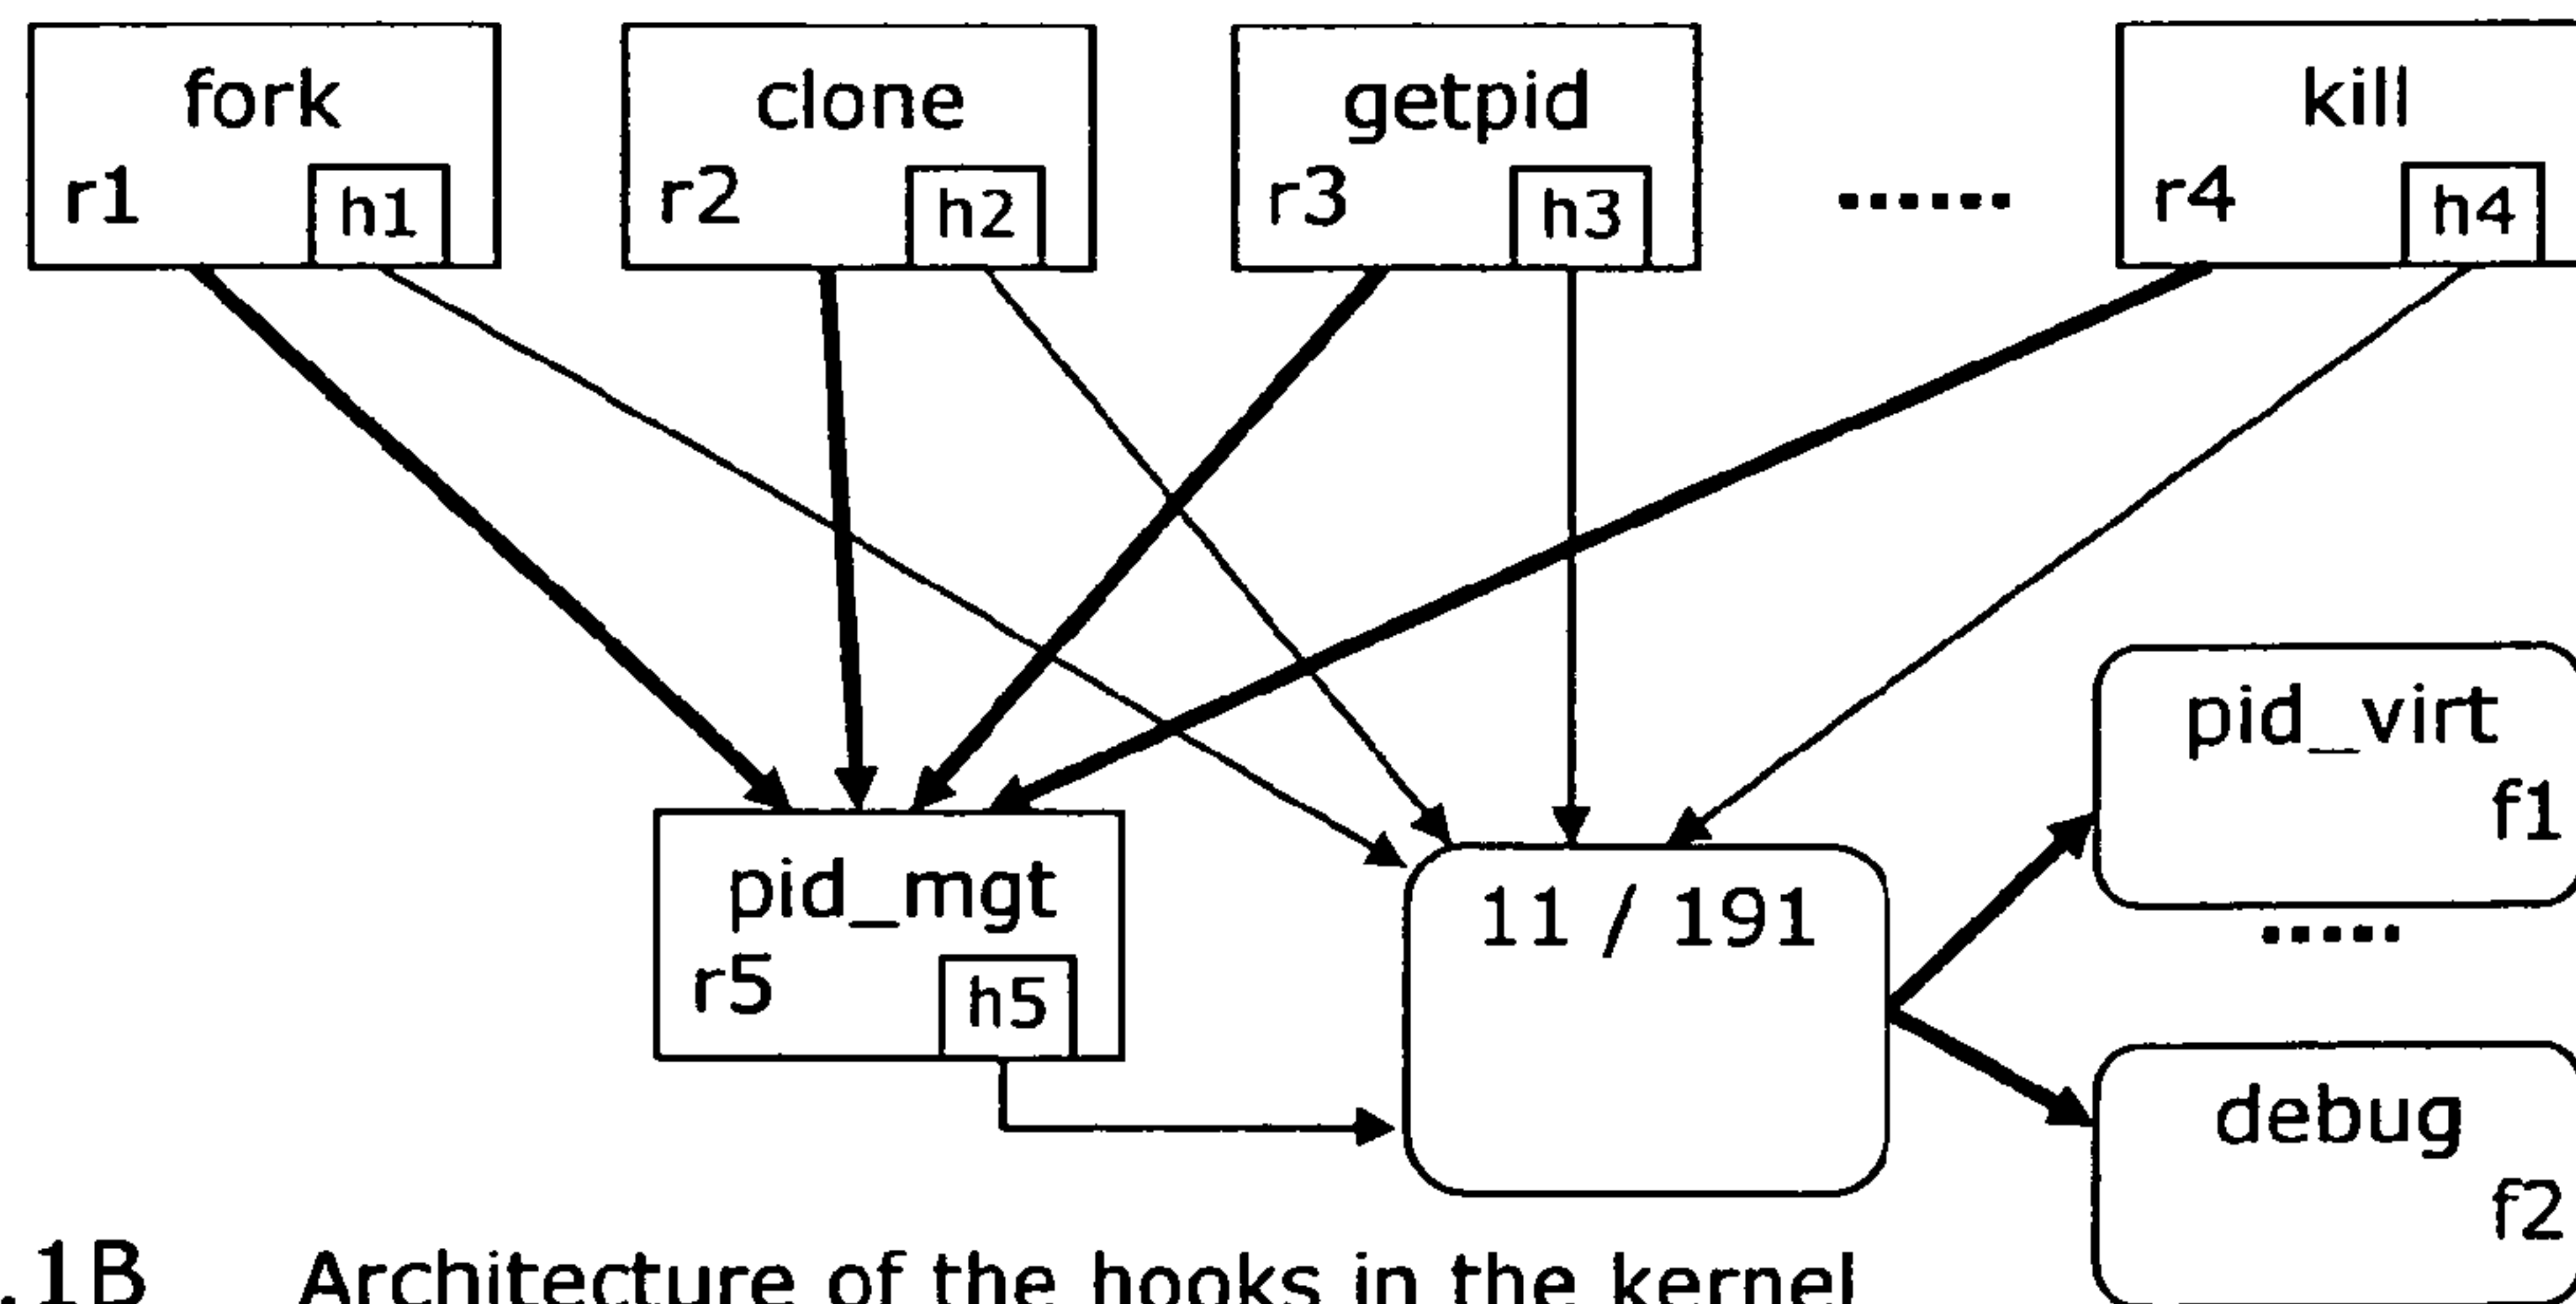 fork
clone
getpid
kill
r1
h1
r2
h2
r3
h3
......
r4
h4
pid_virt
f1
pid_mgt
11 / 191
.....
r5
h5
debug
f2
.1B Architecture of the hooks in the kernel